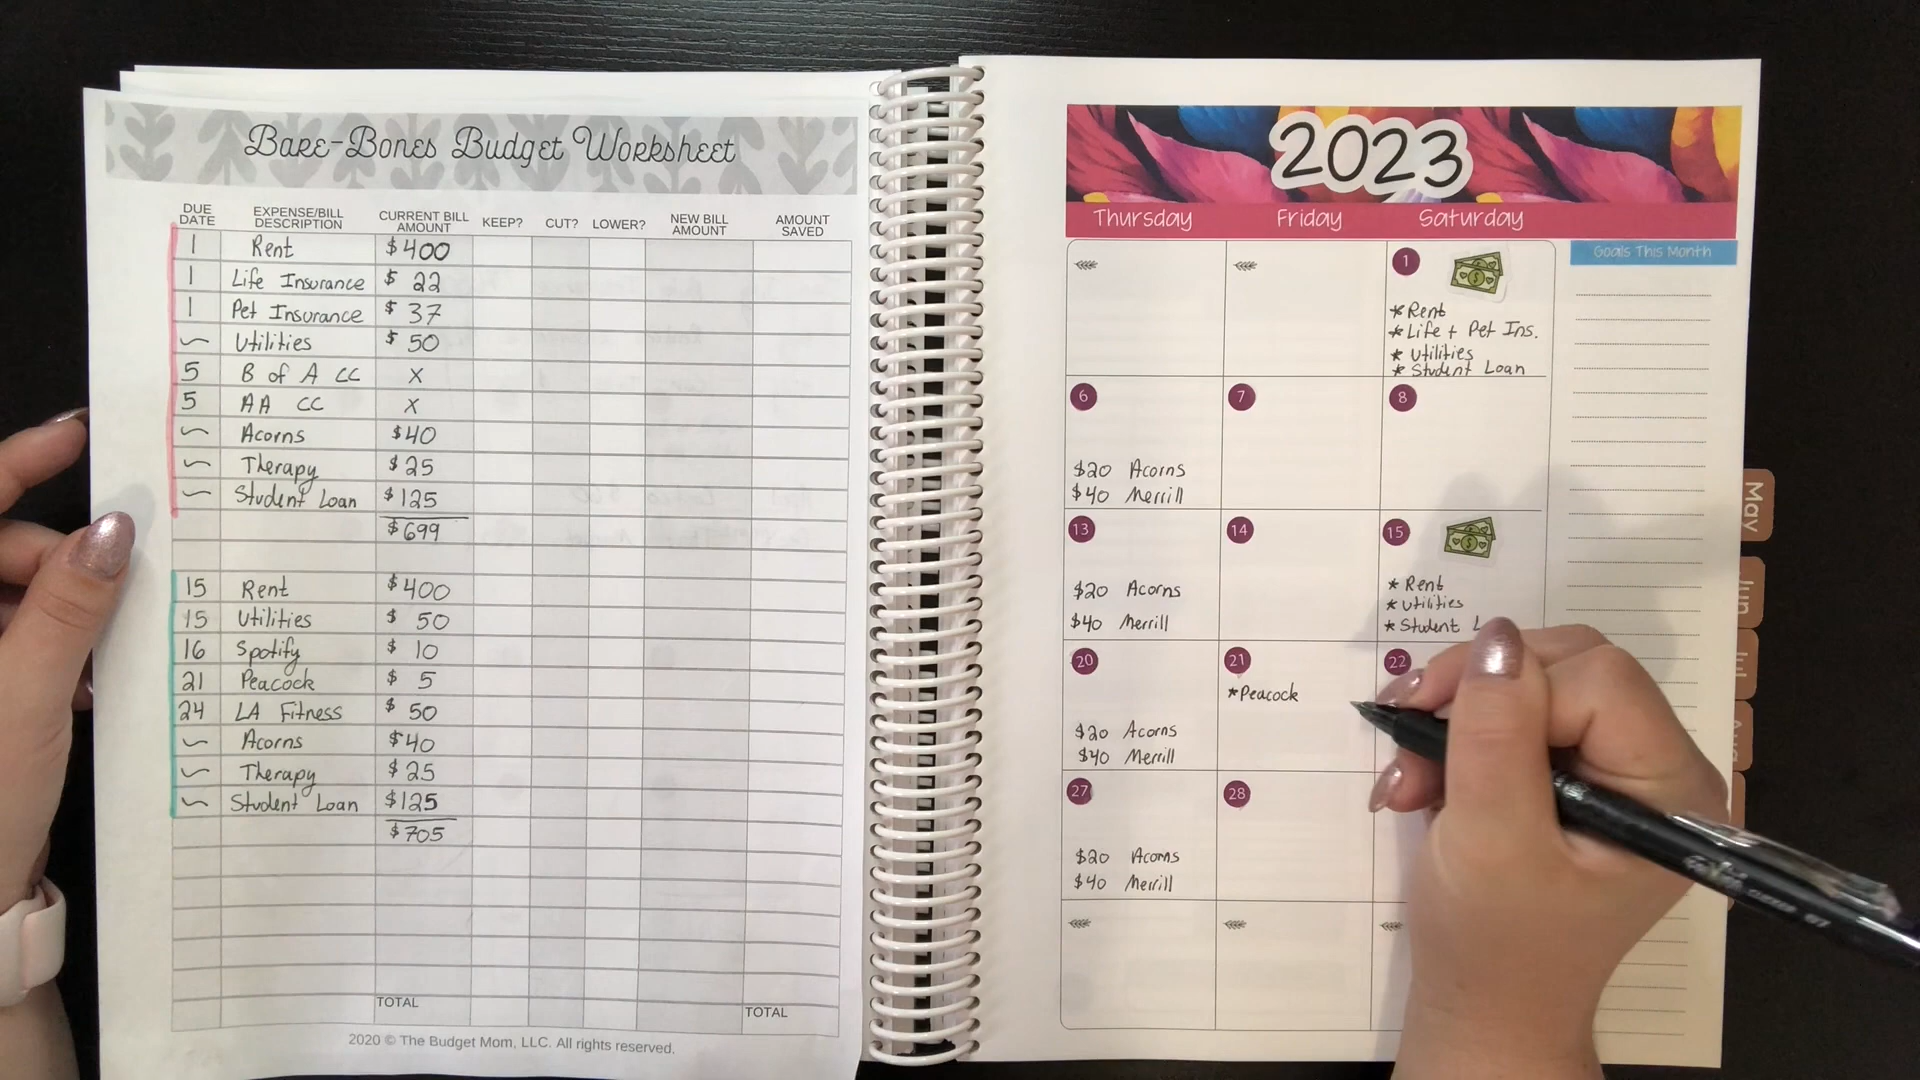 Bare-Bones Budget Worksheet
DUE DATE EXPENSE/BILL DESCRIPTION CURRENT BILL AMOUNT KEEP? CUT? LOWER? NEW BILL AMOUNT AMOUNT SAVED
1 Rent $400
1 Life Insurance $ 22
1 Pet Insurance $ 37
~ Utilities $ 50
5 B of A CC X
5 AA CC X
~ Acorns $40
~ Therapy $25
~ Student Loan $125
$699
15 Rent $400
15 Utilities $ 50
16 Spotify $ 10
21 Peacock $ 5
24 LA Fitness $ 50
~ Acorns $40
~ Therapy $25
~ Student Loan $125
$705
TOTAL TOTAL
2020 © The Budget Mom, LLC. All rights reserved.
2023
Thursday Friday Saturday
Goals This Month
1
* Rent
* Life + Pet Ins.
* Utilities
* Student Loan
6 7 8
$20 Acorns
$40 Merrill
13 14 15
$20 Acorns
$40 Merrill
* Rent
* Utilities
* Student L
20 21 22
* Peacock
$20 Acorns
$40 Merrill
27 28
$20 Acorns
$40 Merrill
May
Jun
Jul